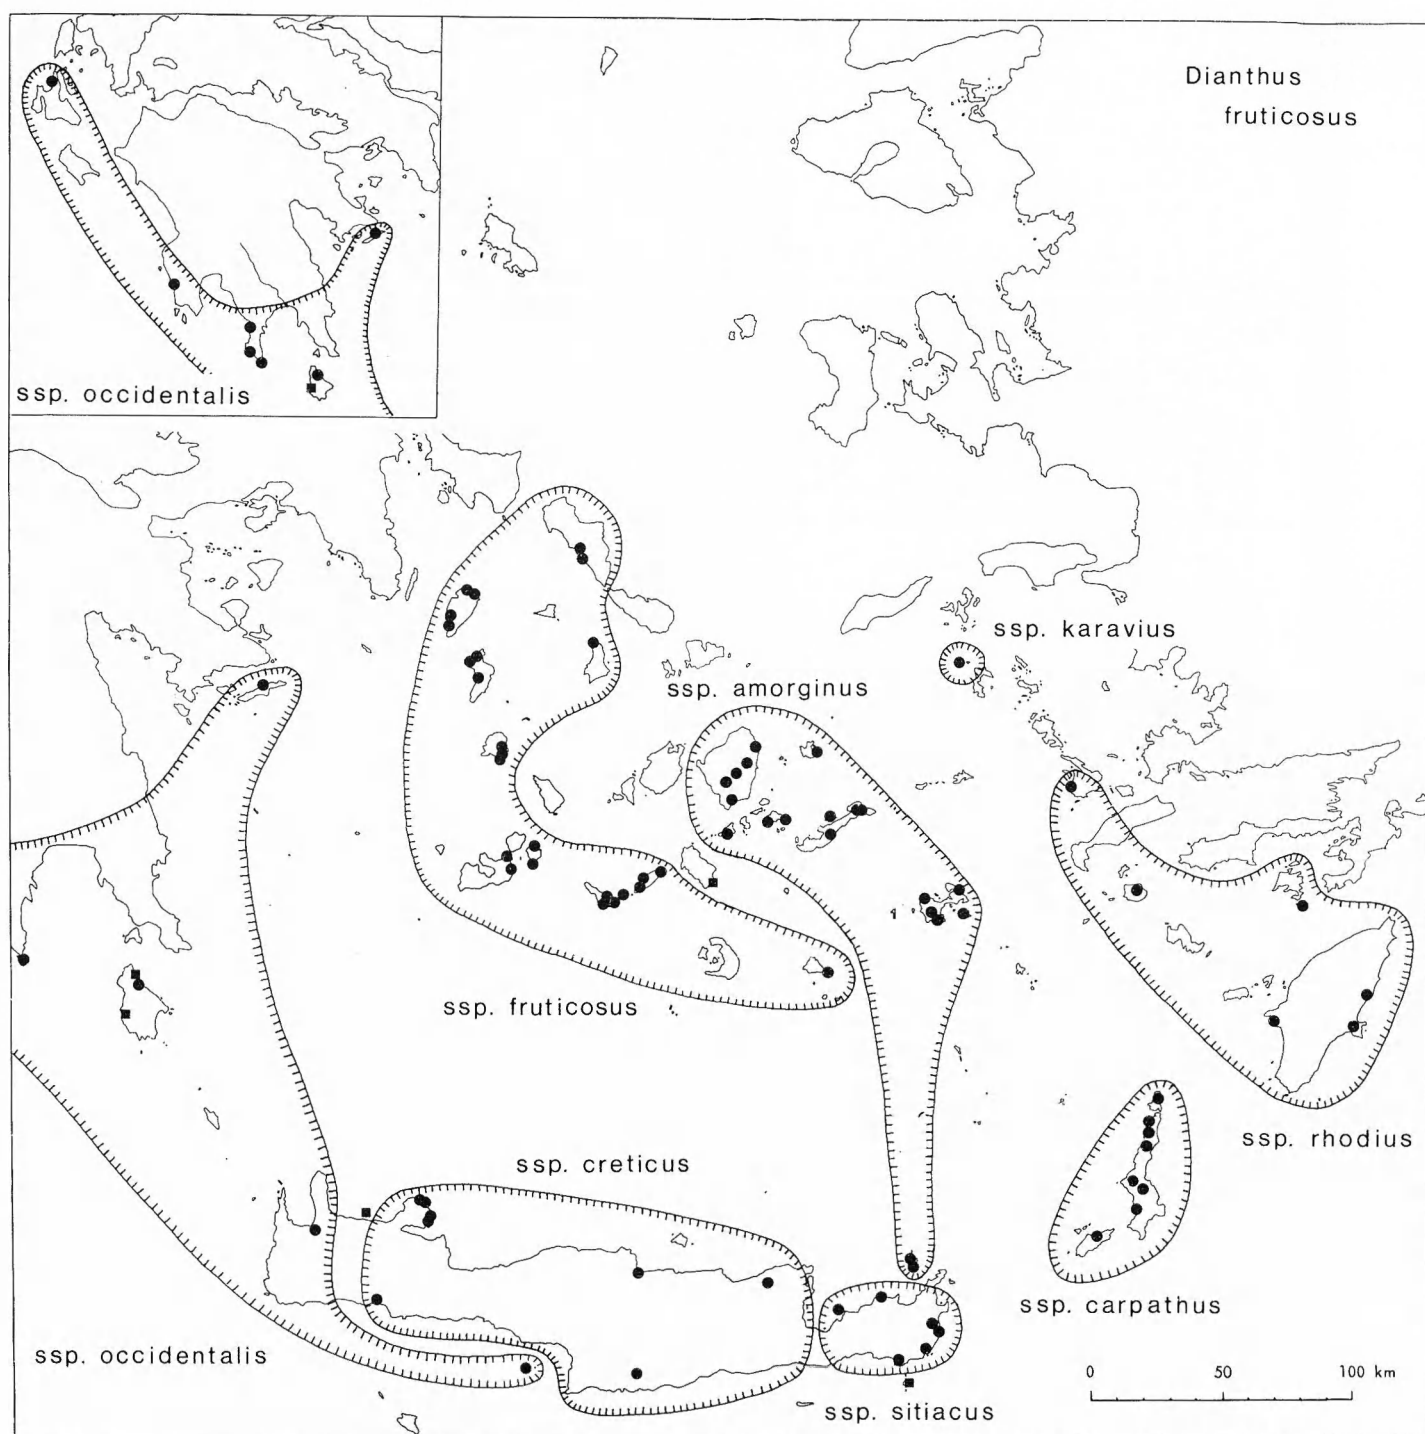 Dianthus
fruticosus
ssp. occidentalis
ssp. karavius
ssp. amorginus
ssp. fruticosus
ssp. rhodius
ssp. creticus
ssp. carpathus
ssp. occidentalis
ssp. sitiacus
0 50 100 km